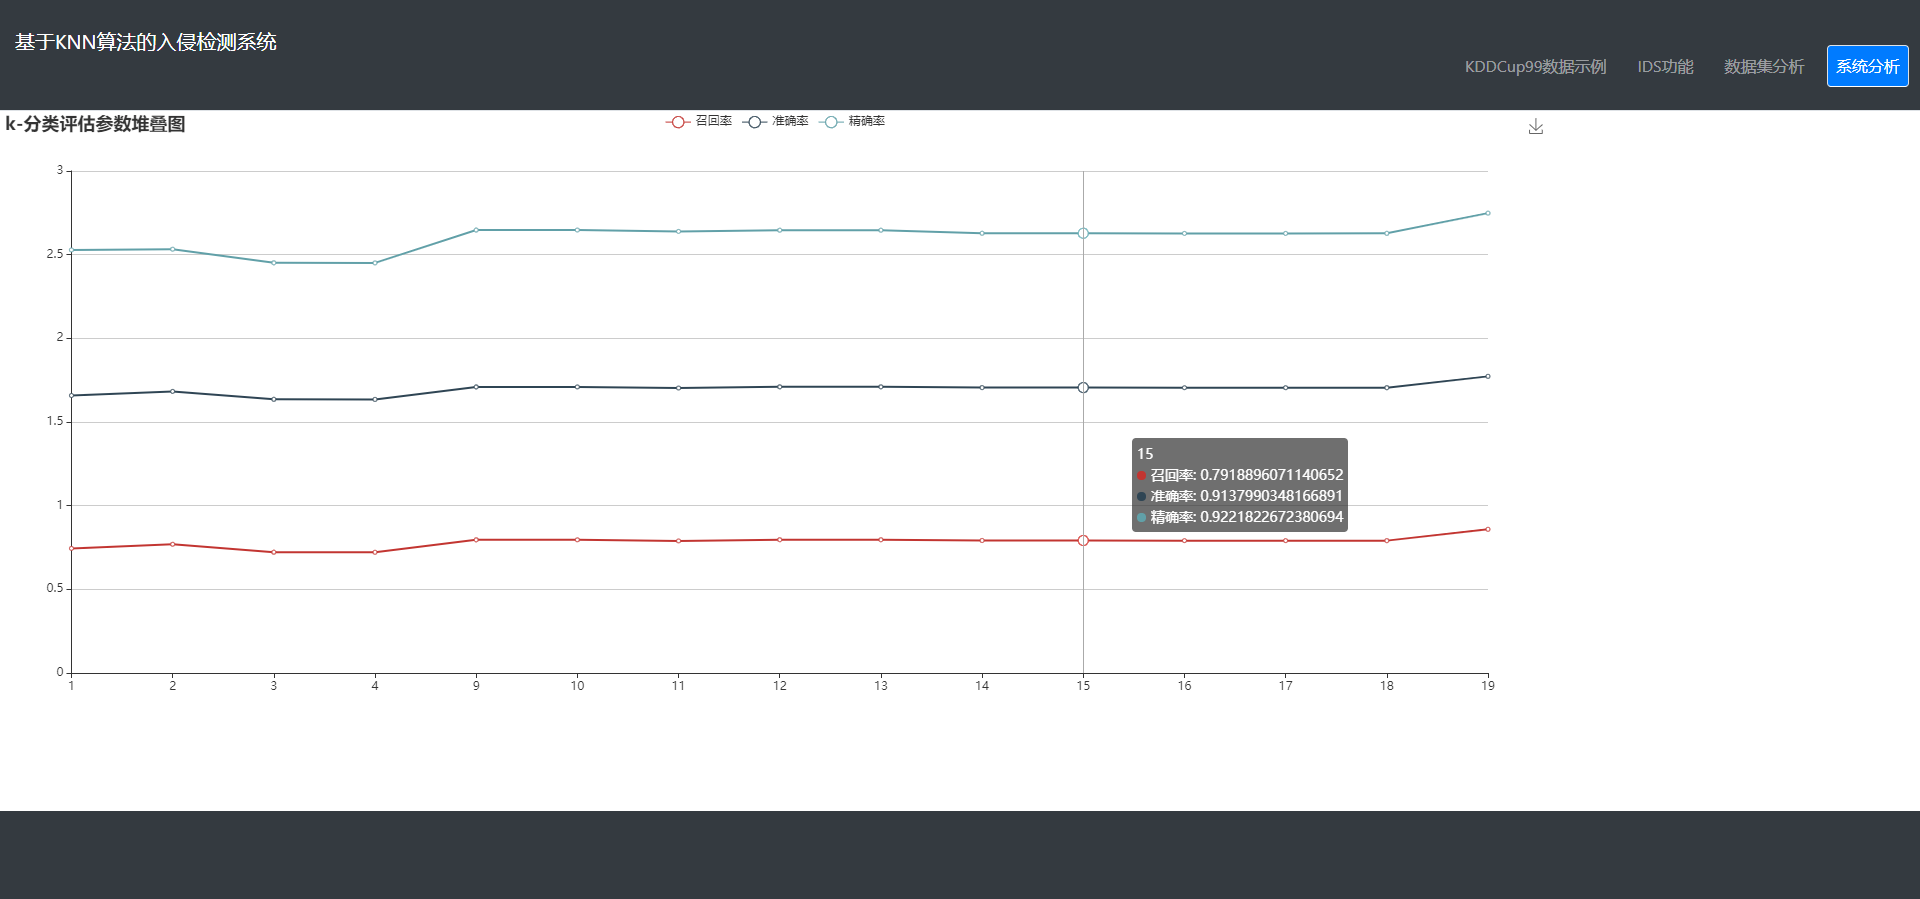 基于KNN算法的入侵检测系统
KDDCup99数据示例 IDS功能 数据集分析 系统分析
k-分类评估参数堆叠图
召回率 准确率 精确率
3
2.5
2
1.5
1
0.5
0
15
召回率: 0.7918896071140652
准确率: 0.9137990348166891
精确率: 0.9221822672380694
1 2 3 4 9 10 11 12 13 14 15 16 17 18 19